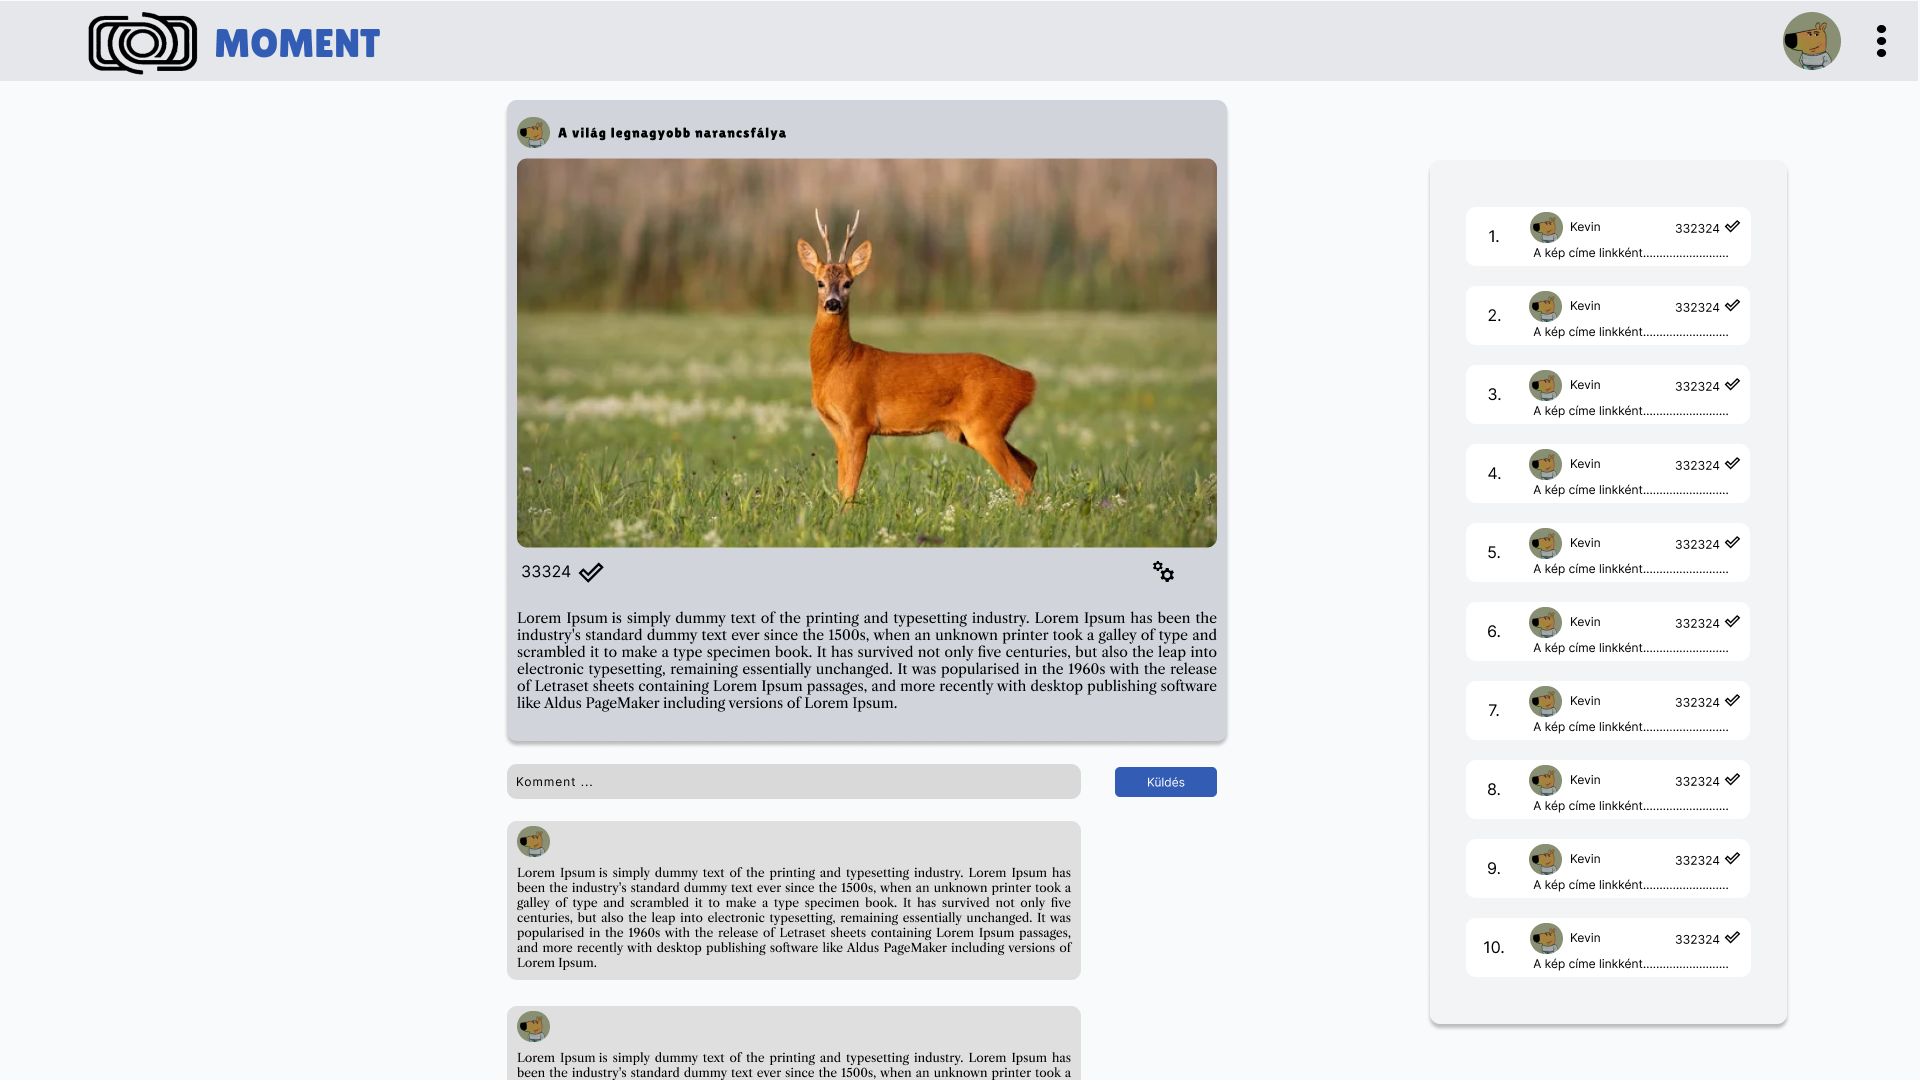 MOMENT
A világ legnagyobb narancsfálya
33324
Lorem Ipsum is simply dummy text of the printing and typesetting industry. Lorem Ipsum has been the
industry's standard dummy text ever since the 1500s, when an unknown printer took a galley of type and
scrambled it to make a type specimen book. It has survived not only five centuries, but also the leap into
electronic typesetting, remaining essentially unchanged. It was popularised in the 1960s with the release
of Letraset sheets containing Lorem Ipsum passages, and more recently with desktop publishing software
like Aldus PageMaker including versions of Lorem Ipsum.
Komment ...
Küldés
Lorem Ipsum is simply dummy text of the printing and typesetting industry. Lorem Ipsum has
been the industry's standard dummy text ever since the 1500s, when an unknown printer took a
galley of type and scrambled it to make a type specimen book. It has survived not only five
centuries, but also the leap into electronic typesetting, remaining essentially unchanged. It was
popularised in the 1960s with the release of Letraset sheets containing Lorem Ipsum passages,
and more recently with desktop publishing software like Aldus PageMaker including versions of
Lorem Ipsum.
Lorem Ipsum is simply dummy text of the printing and typesetting industry. Lorem Ipsum has
been the industry's standard dummy text ever since the 1500s, when an unknown printer took a
1. Kevin 332324
A kép címe linkként..........................
2. Kevin 332324
A kép címe linkként..........................
3. Kevin 332324
A kép címe linkként..........................
4. Kevin 332324
A kép címe linkként..........................
5. Kevin 332324
A kép címe linkként..........................
6. Kevin 332324
A kép címe linkként..........................
7. Kevin 332324
A kép címe linkként..........................
8. Kevin 332324
A kép címe linkként..........................
9. Kevin 332324
A kép címe linkként..........................
10. Kevin 332324
A kép címe linkként..........................